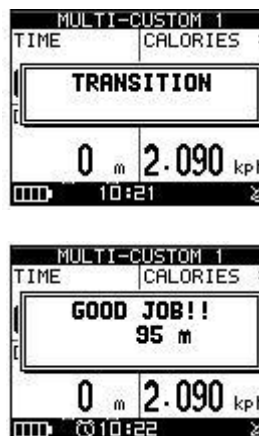 MULTI-CUSTOM 1
TIME CALORIES
TRANSITION
0 m 2.090 kph
10:21
MULTI-CUSTOM 1
TIME CALORIES
GOOD JOB!!
95 m
0 m 2.090 kph
10:22